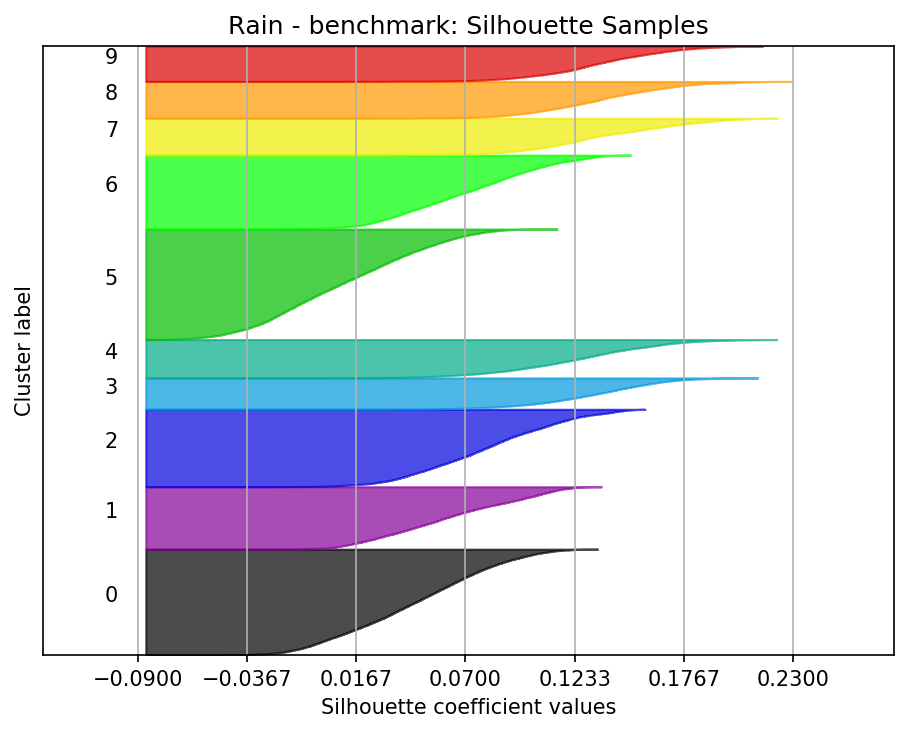 Rain - benchmark: Silhouette Samples
9
8
7
6
5
4
3
2
1
0
Cluster label
−0.0900 −0.0367 0.0167 0.0700 0.1233 0.1767 0.2300
Silhouette coefficient values